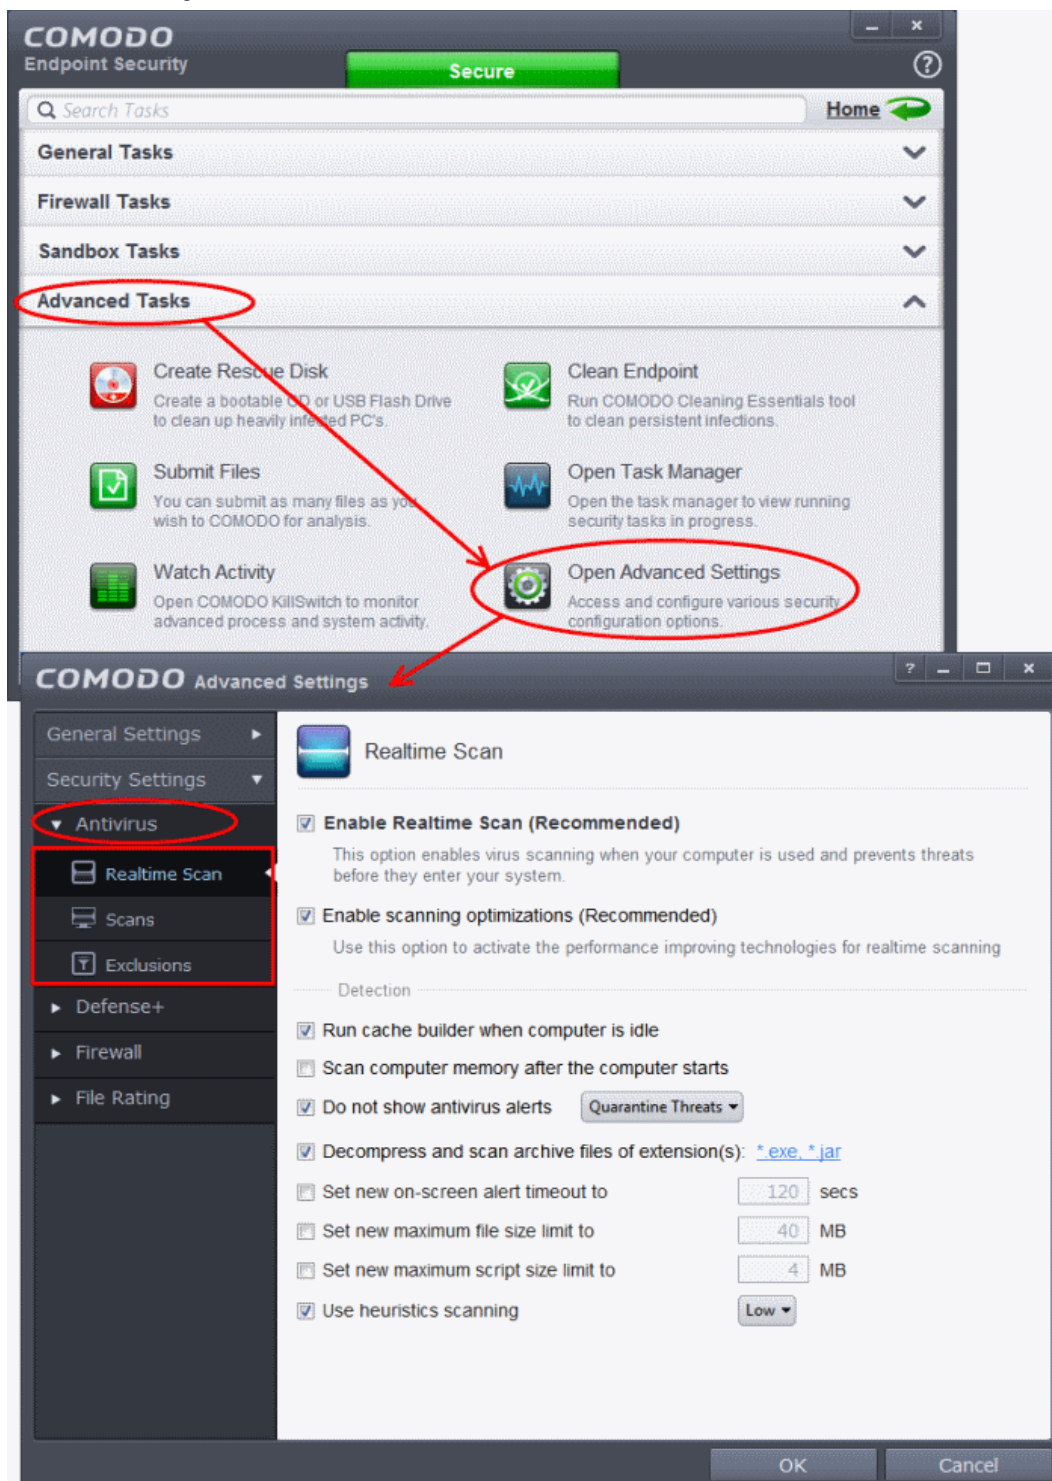 COMODO
Endpoint Security
Secure
Search Tasks
Home
General Tasks
Firewall Tasks
Sandbox Tasks
Advanced Tasks
Create Rescue Disk
Create a bootable CD or USB Flash Drive
to clean up heavily infected PC's.
Clean Endpoint
Run COMODO Cleaning Essentials tool
to clean persistent infections.
Submit Files
You can submit as many files as you
wish to COMODO for analysis.
Open Task Manager
Open the task manager to view running
security tasks in progress.
Watch Activity
Open COMODO KillSwitch to monitor
advanced process and system activity.
Open Advanced Settings
Access and configure various security
configuration options.
COMODO Advanced Settings
General Settings
Security Settings
Antivirus
Realtime Scan
Scans
Exclusions
Defense+
Firewall
File Rating
Realtime Scan
Enable Realtime Scan (Recommended)
This option enables virus scanning when your computer is used and prevents threats
before they enter your system.
Enable scanning optimizations (Recommended)
Use this option to activate the performance improving technologies for realtime scanning
Detection
Run cache builder when computer is idle
Scan computer memory after the computer starts
Do not show antivirus alerts Quarantine Threats
Decompress and scan archive files of extension(s): *.exe, *.jar
Set new on-screen alert timeout to 120 secs
Set new maximum file size limit to 40 MB
Set new maximum script size limit to 4 MB
Use heuristics scanning Low
OK Cancel